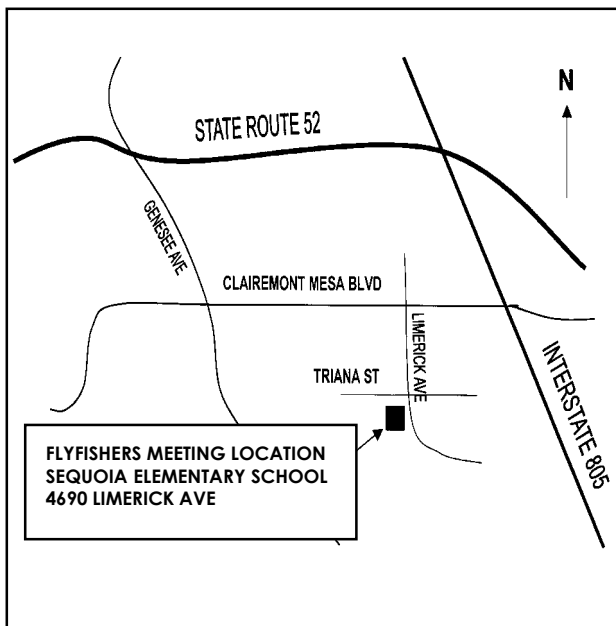 N
STATE ROUTE 52
GENESEE AVE
CLAIREMONT MESA BLVD
LIMERICK AVE
TRIANA ST
INTERSTATE 805
FLYFISHERS MEETING LOCATION
SEQUOIA ELEMENTARY SCHOOL
4690 LIMERICK AVE